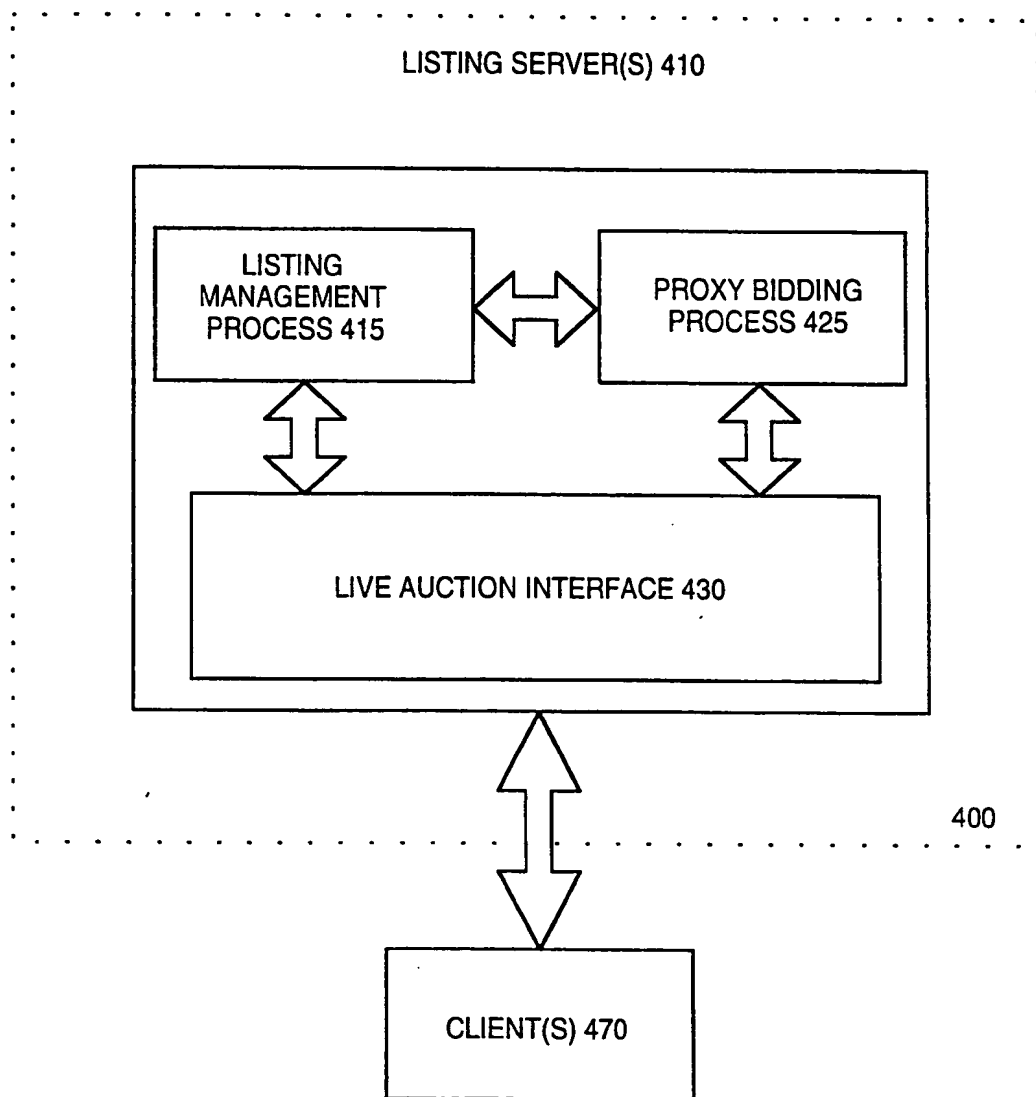 LISTING SERVER(S) 410
LISTING
MANAGEMENT
PROCESS 415
PROXY BIDDING
PROCESS 425
LIVE AUCTION INTERFACE 430
400
CLIENT(S) 470